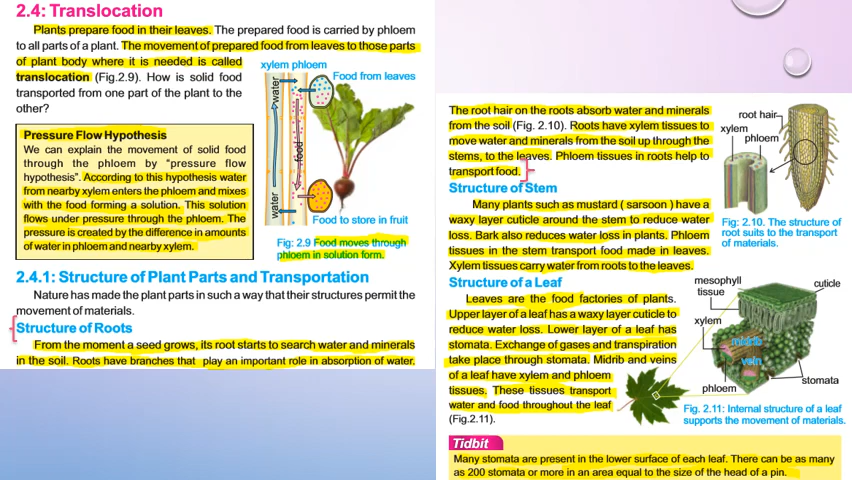 2.4: Translocation
Plants prepare food in their leaves. The prepared food is carried by phloem
to all parts of a plant. The movement of prepared food from leaves to those parts
of plant body where it is needed is called
translocation (Fig.2.9). How is solid food
transported from one part of the plant to the
other?
xylem phloem
Food from leaves
water
food
water
Food to store in fruit
Fig: 2.9 Food moves through
phloem in solution form.
Pressure Flow Hypothesis
We can explain the movement of solid food
through the phloem by “pressure flow
hypothesis”. According to this hypothesis water
from nearby xylem enters the phloem and mixes
with the food forming a solution. This solution
flows under pressure through the phloem. The
pressure is created by the difference in amounts
of water in phloem and nearby xylem.
2.4.1: Structure of Plant Parts and Transportation
Nature has made the plant parts in such a way that their structures permit the
movement of materials.
Structure of Roots
From the moment a seed grows, its root starts to search water and minerals
in the soil. Roots have branches that play an important role in absorption of water.
The root hair on the roots absorb water and minerals
from the soil (Fig. 2.10). Roots have xylem tissues to
move water and minerals from the soil up through the
stems, to the leaves. Phloem tissues in roots help to
transport food.
root hair
xylem
phloem
Fig: 2.10. The structure of
root suits to the transport
of materials.
Structure of Stem
Many plants such as mustard ( sarsoon ) have a
waxy layer cuticle around the stem to reduce water
loss. Bark also reduces water loss in plants. Phloem
tissues in the stem transport food made in leaves.
Xylem tissues carry water from roots to the leaves.
Structure of a Leaf
Leaves are the food factories of plants.
Upper layer of a leaf has a waxy layer cuticle to
reduce water loss. Lower layer of a leaf has
stomata. Exchange of gases and transpiration
take place through stomata. Midrib and veins
of a leaf have xylem and phloem
tissues. These tissues transport
water and food throughout the leaf
(Fig.2.11).
mesophyll
tissue
cuticle
xylem
midrib
vein
phloem
stomata
Fig. 2.11: Internal structure of a leaf
supports the movement of materials.
Tidbit
Many stomata are present in the lower surface of each leaf. There can be as many
as 200 stomata or more in an area equal to the size of the head of a pin.